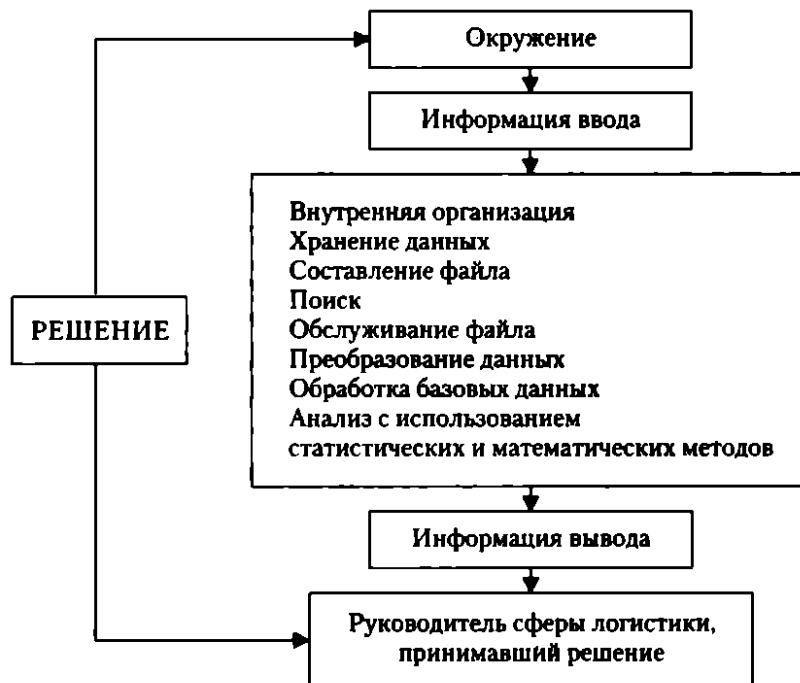 Окружение
Информация ввода
Внутренняя организация
Хранение данных
Составление файла
Поиск
Обслуживание файла
Преобразование данных
Обработка базовых данных
Анализ с использованием
статистических и математических методов
РЕШЕНИЕ
Информация вывода
Руководитель сферы логистики,
принимавший решение